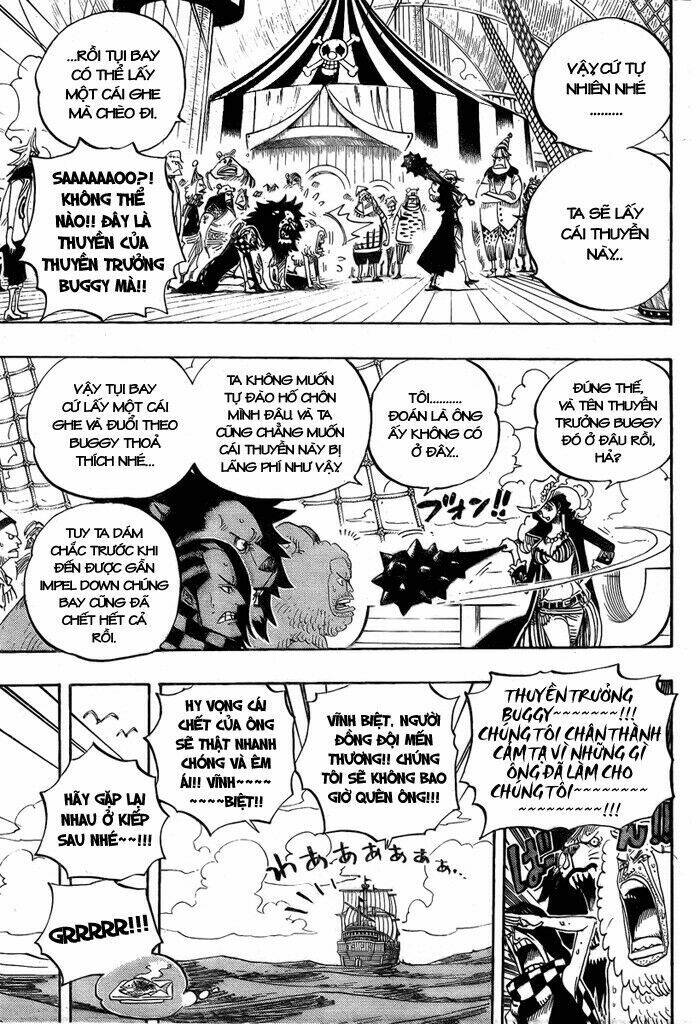 VẬY CỨ TỰ
NHIÊN NHÉ
..........
TA SẼ LẤY
CÁI THUYỀN
NÀY..
...RỒI TỤI BAY
CÓ THỂ LẤY
MỘT CÁI GHE
MÀ CHÈO ĐI.
SAAAAAAOO?!
KHÔNG THỂ
NÀO!! ĐÂY LÀ
THUYỀN CỦA
THUYỀN TRƯỞNG
BUGGY MÀ!!
ĐÚNG THẾ,
VÀ TÊN THUYỀN
TRƯỞNG BUGGY
ĐÓ Ở ĐÂU RỒI,
HẢ?
TÔI..........
ĐOÁN LÀ ÔNG
ẤY KHÔNG CÓ
Ở ĐÂY..
ブォン!!
TA KHÔNG MUỐN
TỰ ĐÀO HỐ CHÔN
MÌNH ĐÂU VÀ TA
CŨNG CHẲNG MUỐN
CÁI THUYỀN NÀY BỊ
LÃNG PHÍ NHƯ VẬY
VẬY TỤI BAY
CỨ LẤY MỘT CÁI
GHE VÀ ĐUỔI THEO
BUGGY THOẢ
THÍCH NHÉ...
TUY TA DÁM
CHẮC TRƯỚC KHI
ĐẾN ĐƯỢC GẦN
IMPEL DOWN CHÚNG
BAY CŨNG ĐÃ
CHẾT HẾT CẢ
RỒI.
THUYỀN TRƯỞNG
BUGGY~~~~~~~!!!
CHÚNG TÔI CHÂN THÀNH
CẢM TẠ VÌ NHỮNG GÌ
ÔNG ĐÃ LÀM CHO
CHÚNG TÔI~~~~~~~~
~~~~~~~~~!!!
VĨNH BIỆT, NGƯỜI
ĐỒNG ĐỘI MẾN
THƯƠNG!! CHÚNG
TÔI SẼ KHÔNG BAO
GIỜ QUÊN ÔNG!!!
HY VỌNG CÁI
CHẾT CỦA ÔNG
SẼ THẬT NHANH
CHÓNG VÀ ÊM
ÁI!! VĨNH~~~~
~~~~~BIỆT!!
わあぁぁぁぁぁ
HÃY GẶP LẠI
NHAU Ở KIẾP
SAU NHÉ~~!!!
GRRRRR!!!